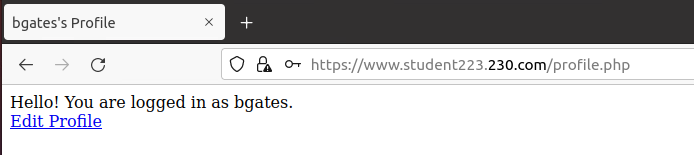 bgates's Profile
https://www.student223.230.com/profile.php
Hello! You are logged in as bgates.
Edit Profile